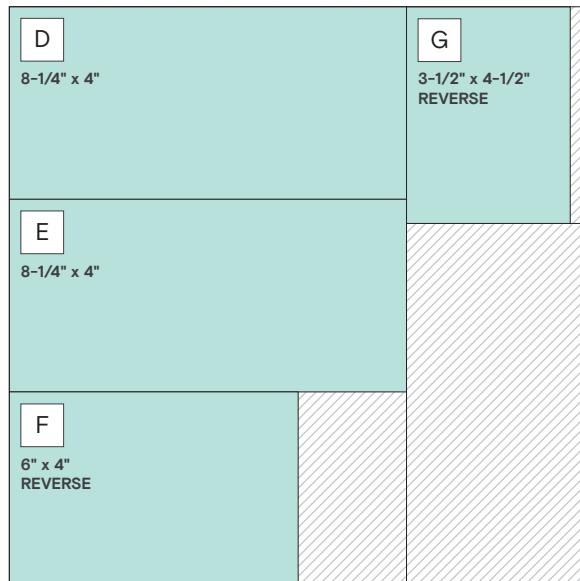 D
8-1/4" x 4"
G
3-1/2" x 4-1/2"
REVERSE
E
8-1/4" x 4"
F
6" x 4"
REVERSE